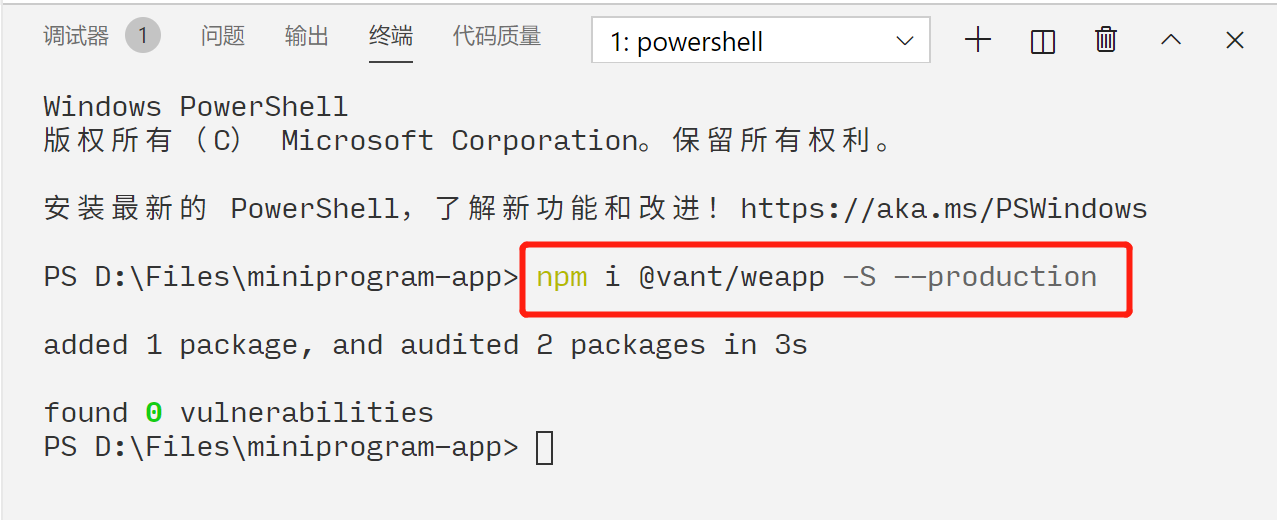 调试器 1 问题 输出 终端 代码质量 1: powershell
Windows PowerShell
版权所有（C） Microsoft Corporation。保留所有权利。
安装最新的 PowerShell，了解新功能和改进！https://aka.ms/PSWindows
PS D:\Files\miniprogram-app> npm i @vant/weapp -S --production
added 1 package, and audited 2 packages in 3s
found 0 vulnerabilities
PS D:\Files\miniprogram-app>